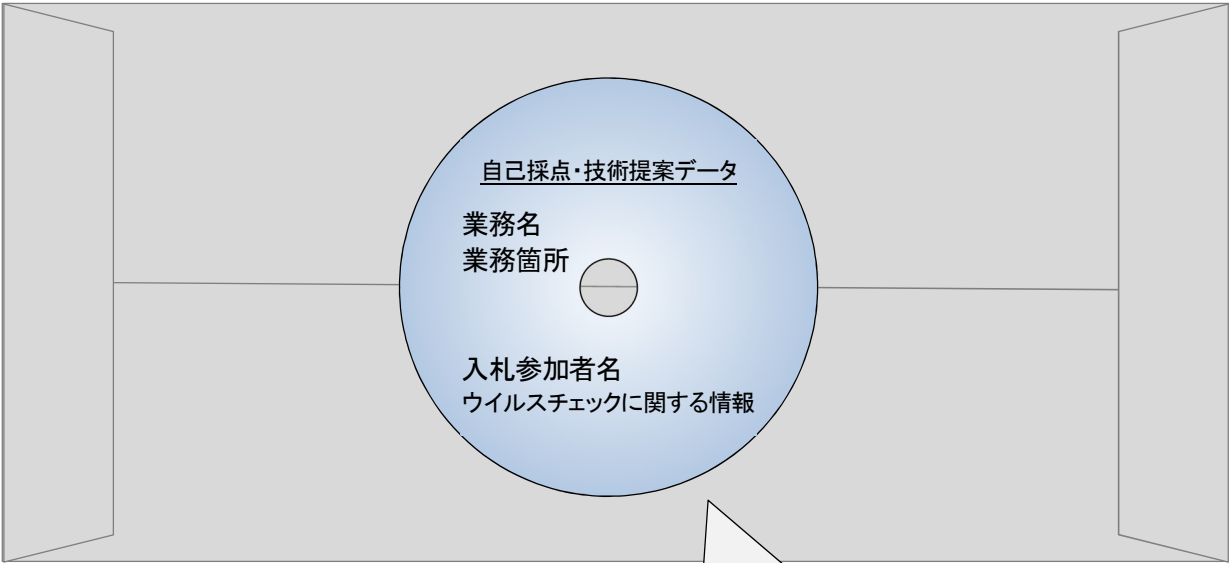 自己採点・技術提案データ
業務名
業務箇所
入札参加者名
ウイルスチェックに関する情報